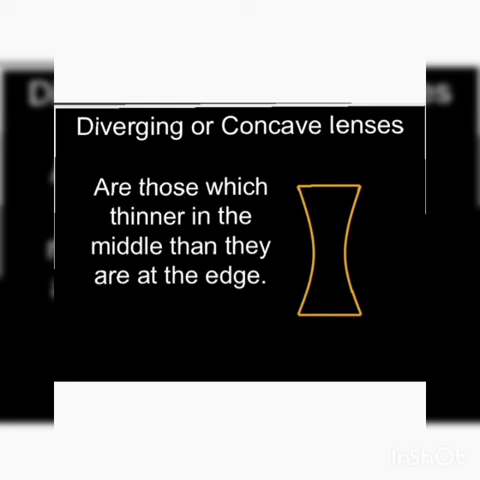 Diverging or Concave lenses
Are those which
thinner in the
middle than they
are at the edge.
InShOt